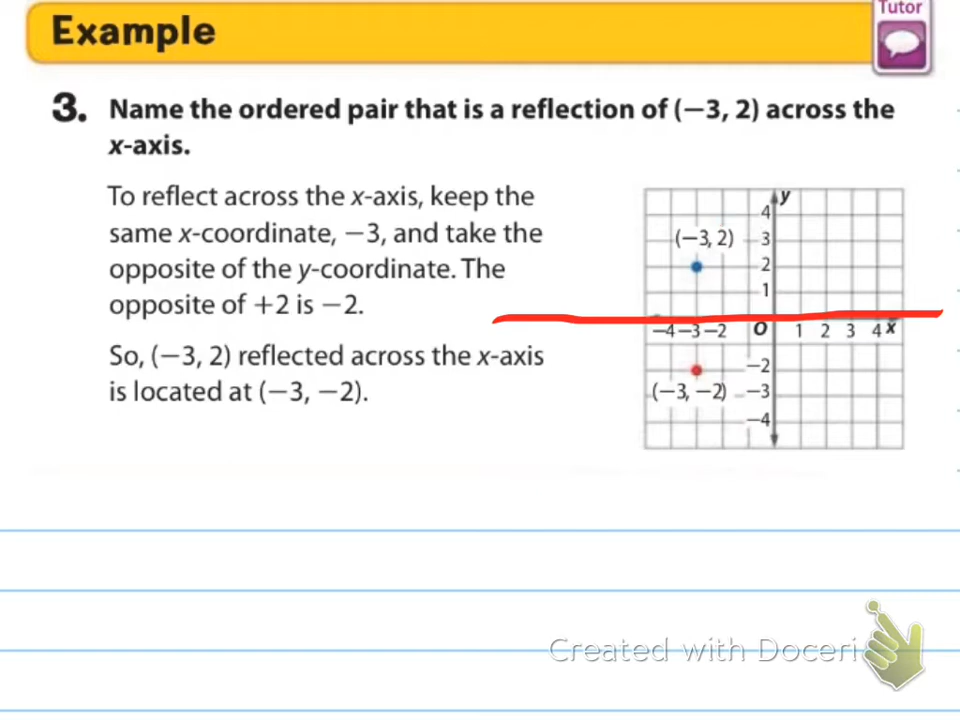 Tutor
Example
3. Name the ordered pair that is a reflection of (−3, 2) across the
x-axis.
To reflect across the x-axis, keep the
same x-coordinate, −3, and take the
opposite of the y-coordinate. The
opposite of +2 is −2.
So, (−3, 2) reflected across the x-axis
is located at (−3, −2).
y
4
(−3, 2) 3
2
1
−4 −3 −2 O 1 2 3 4 x
−2
(−3, −2) −3
−4
Created with Doceri